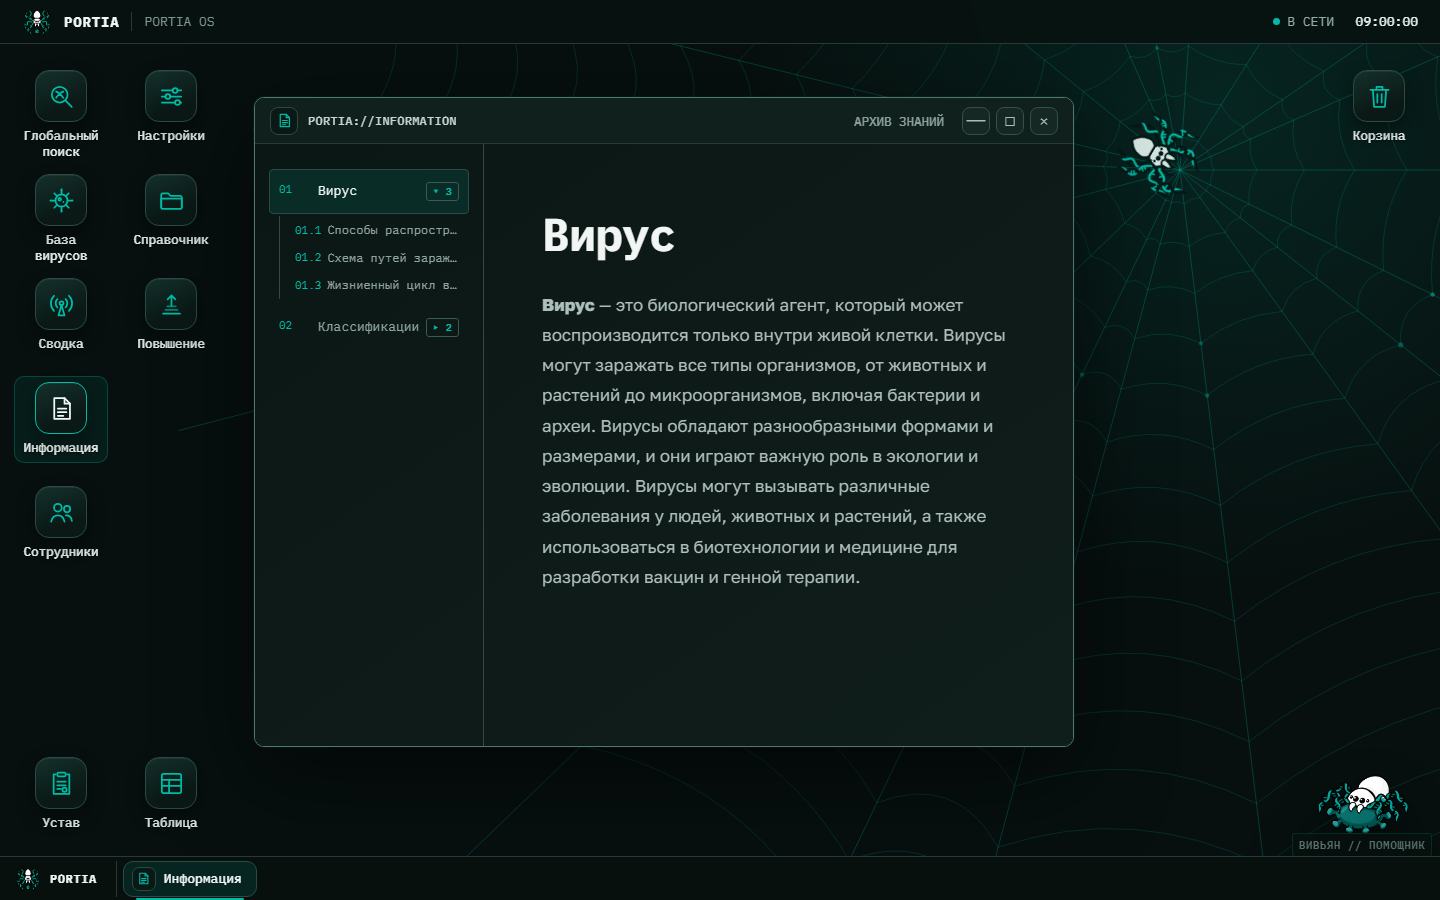 PORTIA PORTIA OS
В СЕТИ 09:00:00
Глобальный
поиск
Настройки
База
вирусов
Справочник
Сводка
Повышение
Информация
Сотрудники
Устав
Таблица
Корзина
PORTIA://INFORMATION
АРХИВ ЗНАНИЙ
01 Вирус 3
01.1 Способы распростр…
01.2 Схема путей зараж…
01.3 Жизниенный цикл в…
02 Классификации 2
Вирус
Вирус — это биологический агент, который может
воспроизводится только внутри живой клетки. Вирусы
могут заражать все типы организмов, от животных и
растений до микроорганизмов, включая бактерии и
археи. Вирусы обладают разнообразными формами и
размерами, и они играют важную роль в экологии и
эволюции. Вирусы могут вызывать различные
заболевания у людей, животных и растений, а также
использоваться в биотехнологии и медицине для
разработки вакцин и генной терапии.
ВИВЬЯН // ПОМОЩНИК
PORTIA
Информация